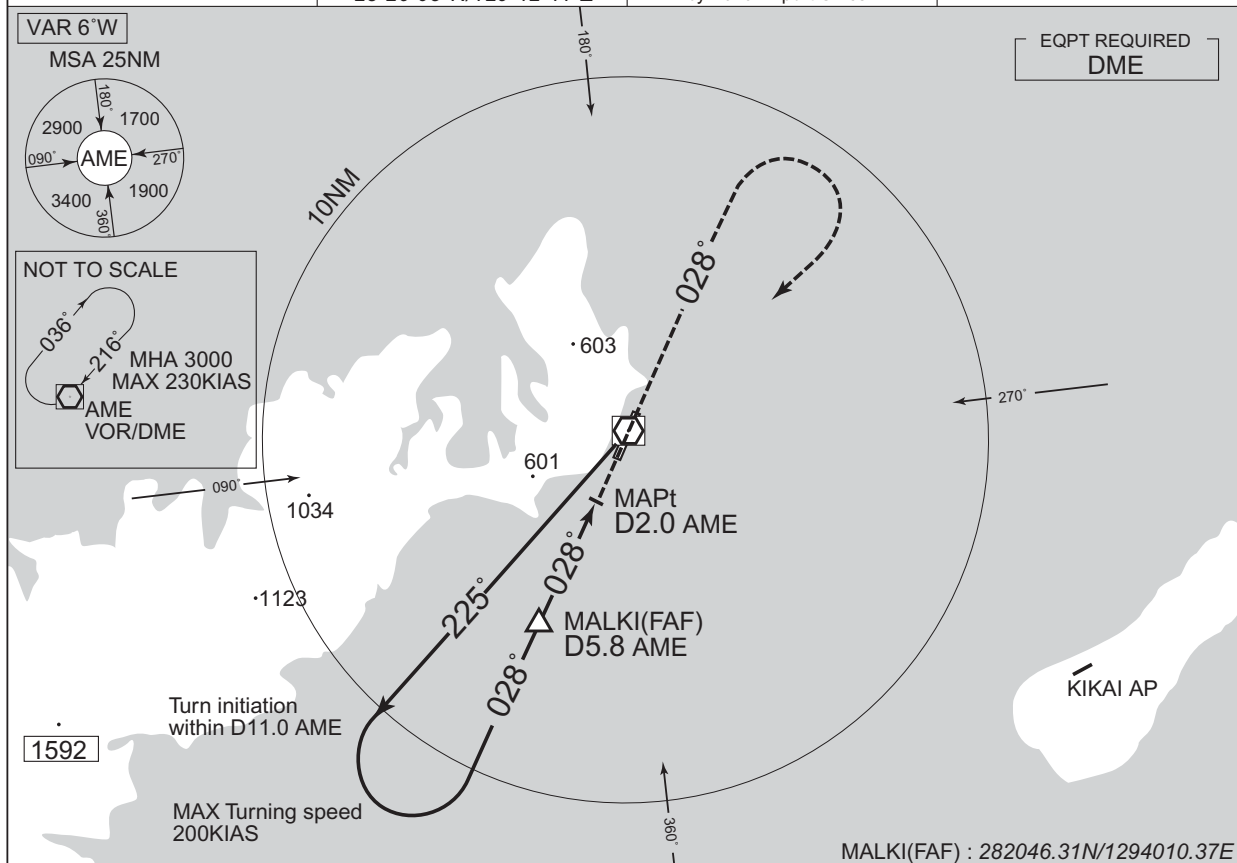 VAR 6°W
MSA 25NM
180°
2900
1700
090°
AME
270°
3400
1900
360°
EQPT REQUIRED
DME
180°
10NM
028°
NOT TO SCALE
036°
216°
MHA 3000
MAX 230KIAS
AME
VOR/DME
603
270°
601
090°
1034
MAPt
D2.0 AME
028°
1123
225°
MALKI(FAF)
D5.8 AME
028°
KIKAI AP
Turn initiation
within D11.0 AME
1592
MAX Turning speed
200KIAS
360°
MALKI(FAF) : 282046.31N/1294010.37E